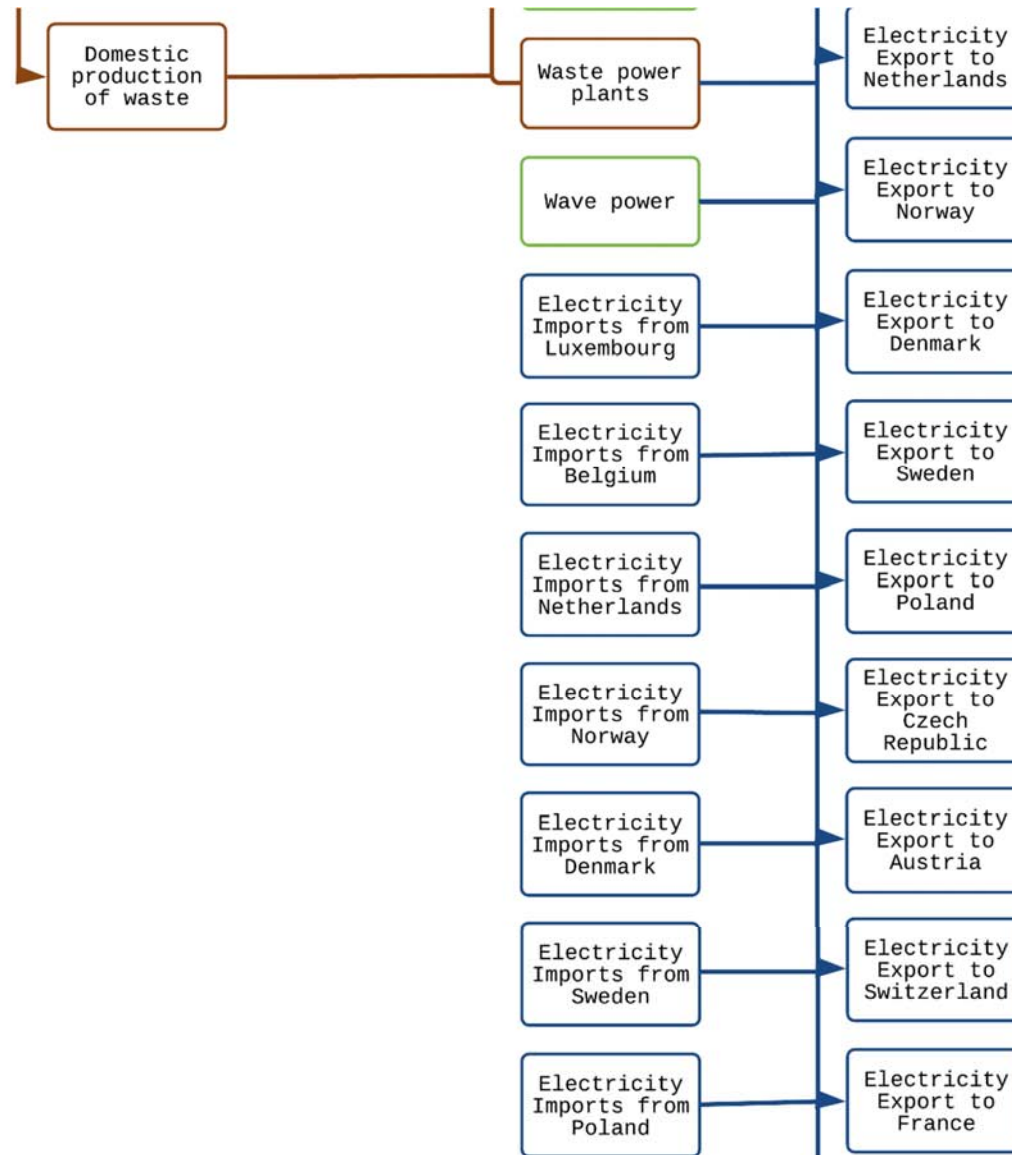 Domestic
production
of waste
Waste power
plants
Wave power
Electricity
Imports from
Luxembourg
Electricity
Imports from
Belgium
Electricity
Imports from
Netherlands
Electricity
Imports from
Norway
Electricity
Imports from
Denmark
Electricity
Imports from
Sweden
Electricity
Imports from
Poland
Electricity
Export to
Netherlands
Electricity
Export to
Norway
Electricity
Export to
Denmark
Electricity
Export to
Sweden
Electricity
Export to
Poland
Electricity
Export to
Czech
Republic
Electricity
Export to
Austria
Electricity
Export to
Switzerland
Electricity
Export to
France